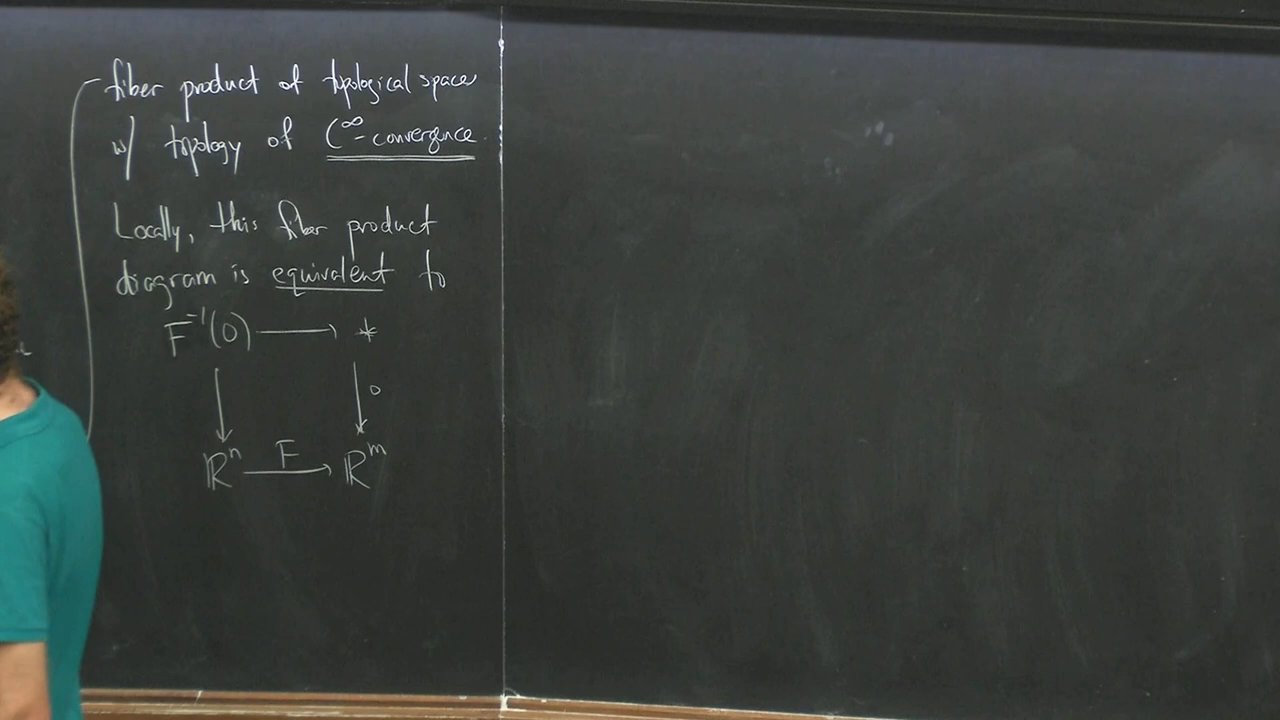 fiber product of topological spaces
w/ topology of C^∞-convergence.
Locally, this fiber product
diagram is equivalent to
F^{-1}(0) ⟶ *
↓ ↓ 0
ℝ^n —F→ ℝ^m